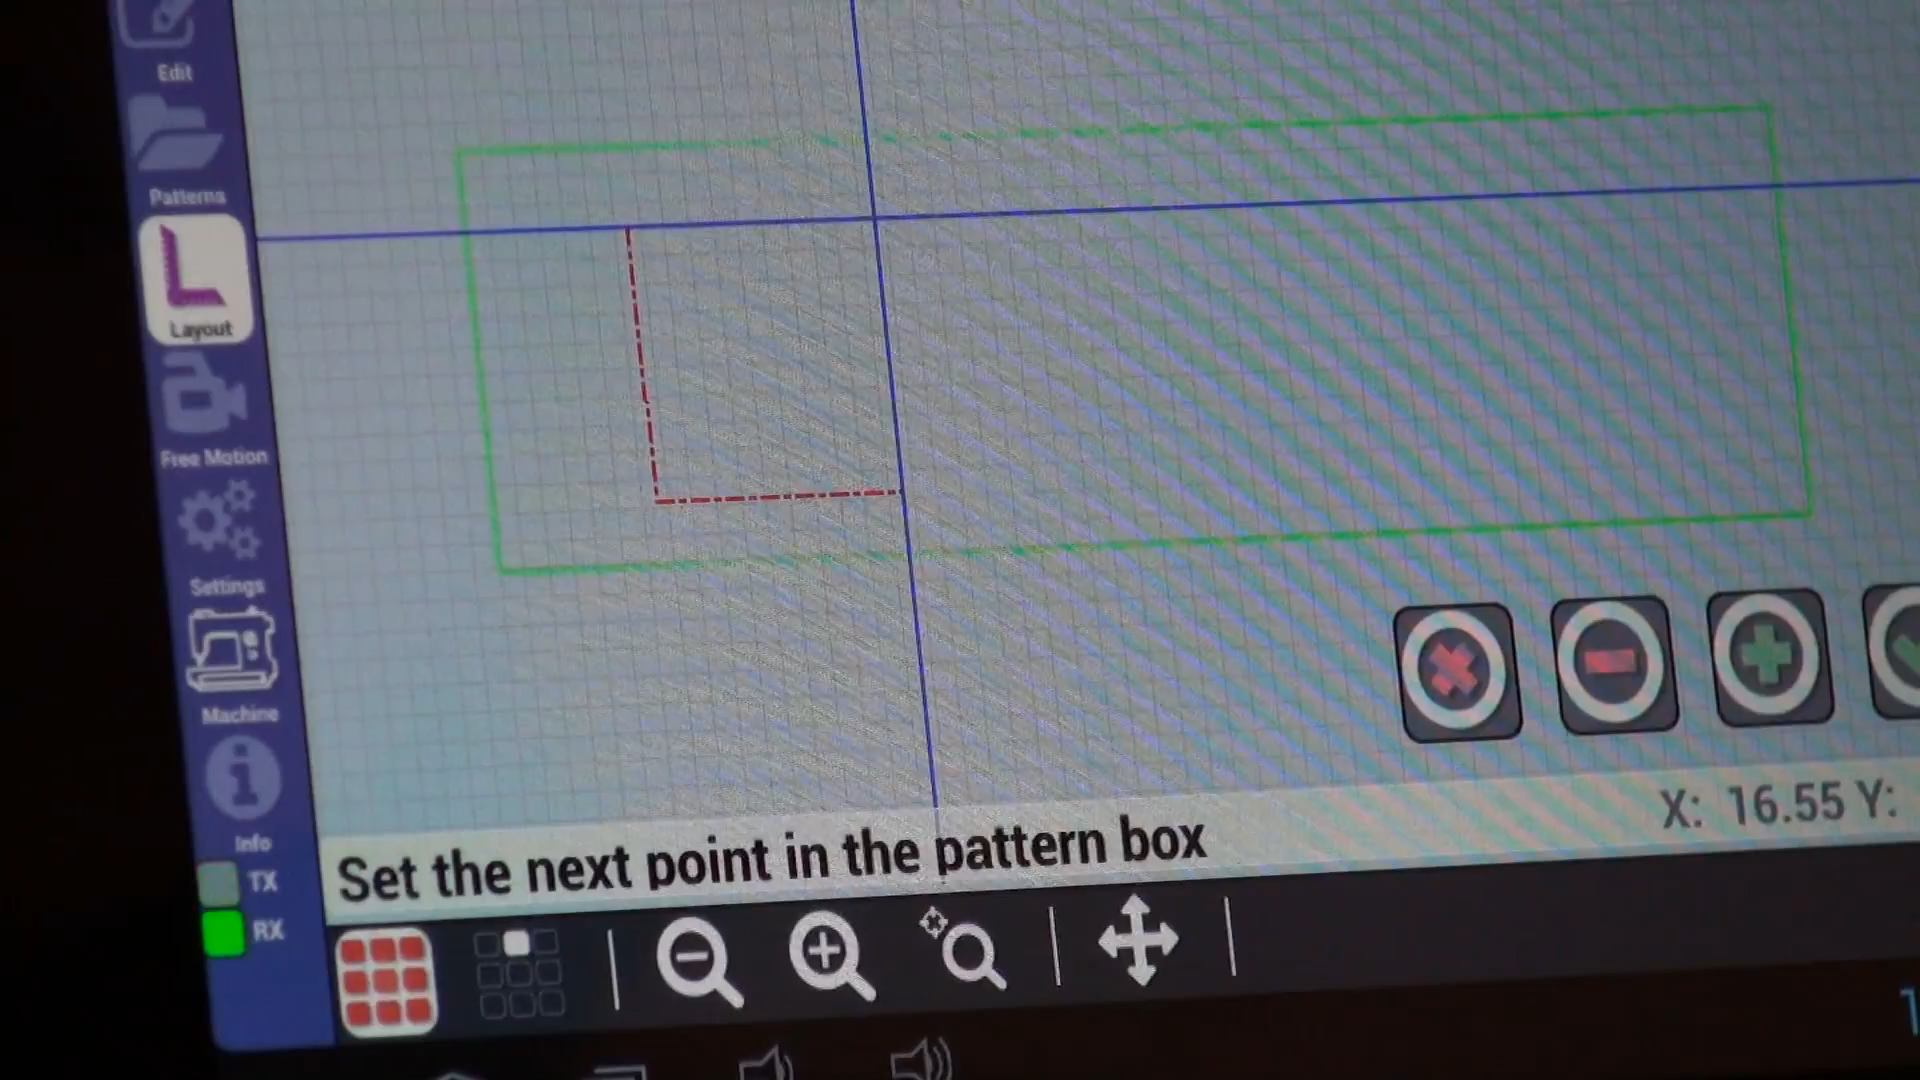 Edit
Patterns
Layout
Free Motion
Settings
Machine
Info
TX
RX
X: 16.55 Y:
Set the next point in the pattern box